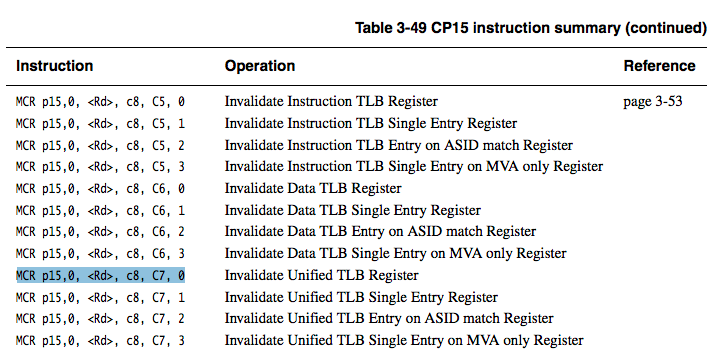 Table 3-49 CP15 instruction summary (continued)
Instruction Operation Reference
MCR p15,0, <Rd>, c8, C5, 0 Invalidate Instruction TLB Register page 3-53
MCR p15,0, <Rd>, c8, C5, 1 Invalidate Instruction TLB Single Entry Register
MCR p15,0, <Rd>, c8, C5, 2 Invalidate Instruction TLB Entry on ASID match Register
MCR p15,0, <Rd>, c8, C5, 3 Invalidate Instruction TLB Single Entry on MVA only Register
MCR p15,0, <Rd>, c8, C6, 0 Invalidate Data TLB Register
MCR p15,0, <Rd>, c8, C6, 1 Invalidate Data TLB Single Entry Register
MCR p15,0, <Rd>, c8, C6, 2 Invalidate Data TLB Entry on ASID match Register
MCR p15,0, <Rd>, c8, C6, 3 Invalidate Data TLB Single Entry on MVA only Register
MCR p15,0, <Rd>, c8, C7, 0 Invalidate Unified TLB Register
MCR p15,0, <Rd>, c8, C7, 1 Invalidate Unified TLB Single Entry Register
MCR p15,0, <Rd>, c8, C7, 2 Invalidate Unified TLB Entry on ASID match Register
MCR p15,0, <Rd>, c8, C7, 3 Invalidate Unified TLB Single Entry on MVA only Register